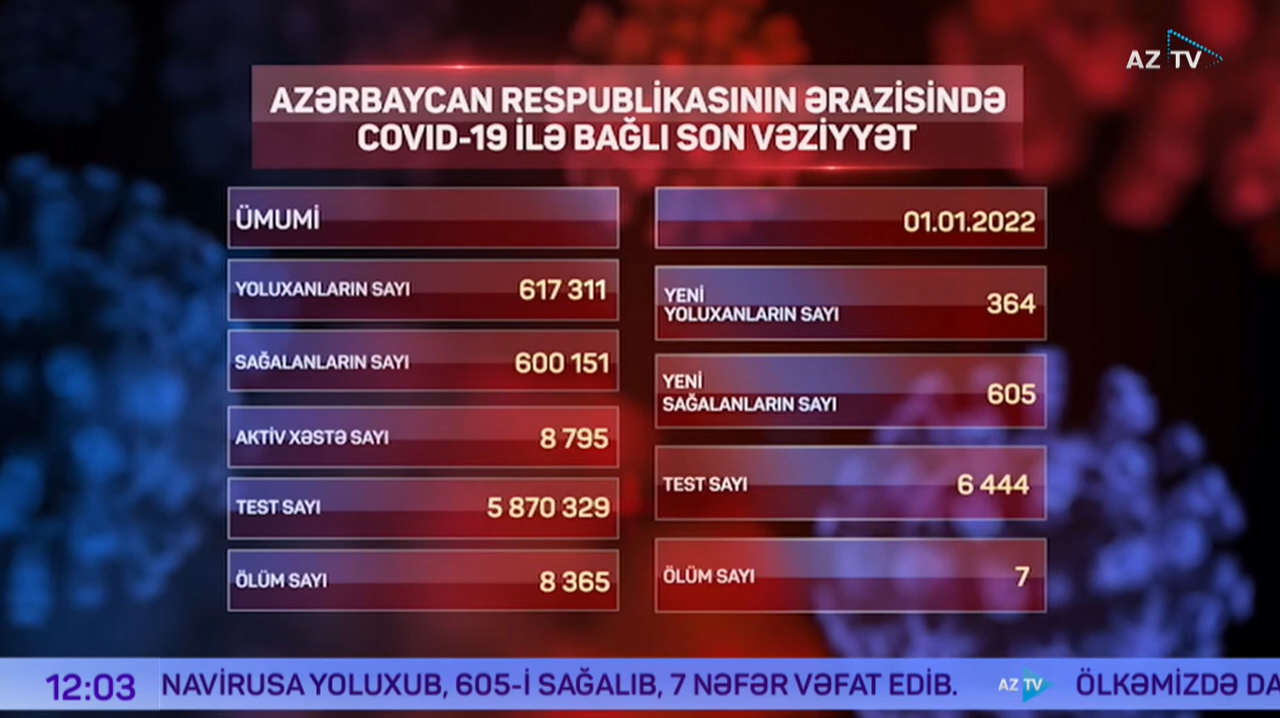 AZ TV
AZƏRBAYCAN RESPUBLİKASININ ƏRAZİSİNDƏ
COVID-19 İLƏ BAĞLI SON VƏZİYYƏT
ÜMUMİ
YOLUXANLARIN SAYI 617 311
SAĞALANLARIN SAYI 600 151
AKTİV XƏSTƏ SAYI 8 795
TEST SAYI 5 870 329
ÖLÜM SAYI 8 365
01.01.2022
YENİ
YOLUXANLARIN SAYI 364
YENİ
SAĞALANLARIN SAYI 605
TEST SAYI 6 444
ÖLÜM SAYI 7
12:03 NAVİRUSA YOLUXUB, 605-İ SAĞALIB, 7 NƏFƏR VƏFAT EDİB. AZ TV ÖLKƏMİZDƏ DA